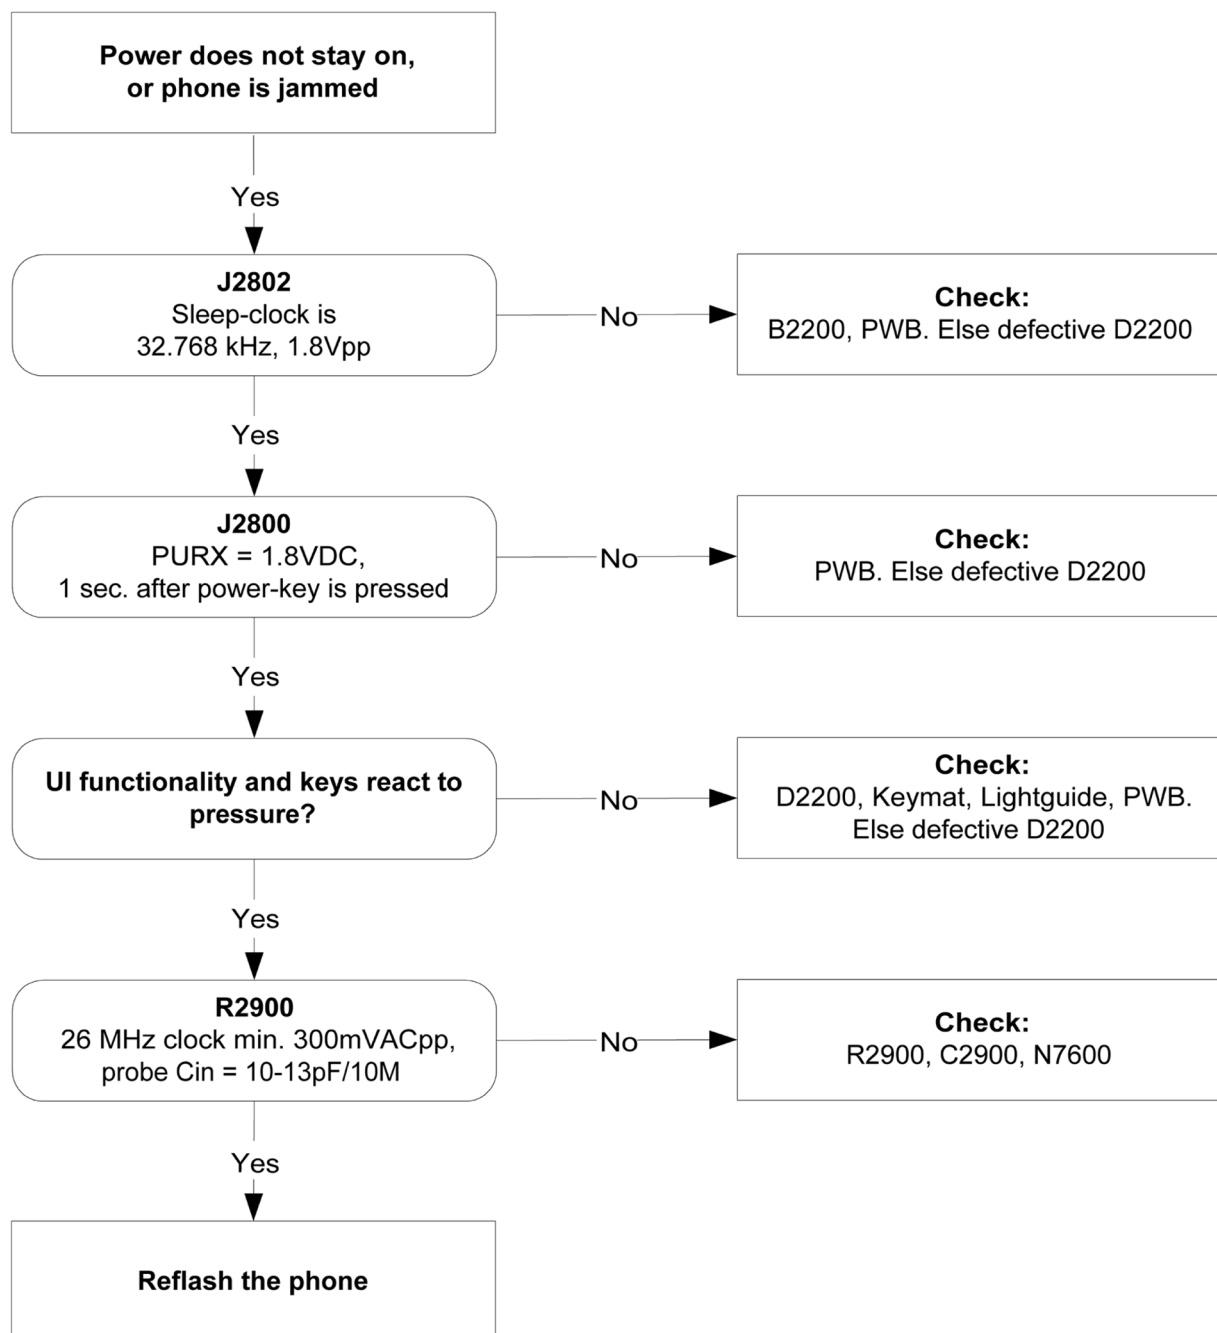 Power does not stay on,
or phone is jammed
Yes
J2802
Sleep-clock is
32.768 kHz, 1.8Vpp
No
Check:
B2200, PWB. Else defective D2200
Yes
J2800
PURX = 1.8VDC,
1 sec. after power-key is pressed
No
Check:
PWB. Else defective D2200
Yes
UI functionality and keys react to
pressure?
No
Check:
D2200, Keymat, Lightguide, PWB.
Else defective D2200
Yes
R2900
26 MHz clock min. 300mVACpp,
probe Cin = 10-13pF/10M
No
Check:
R2900, C2900, N7600
Yes
Reflash the phone